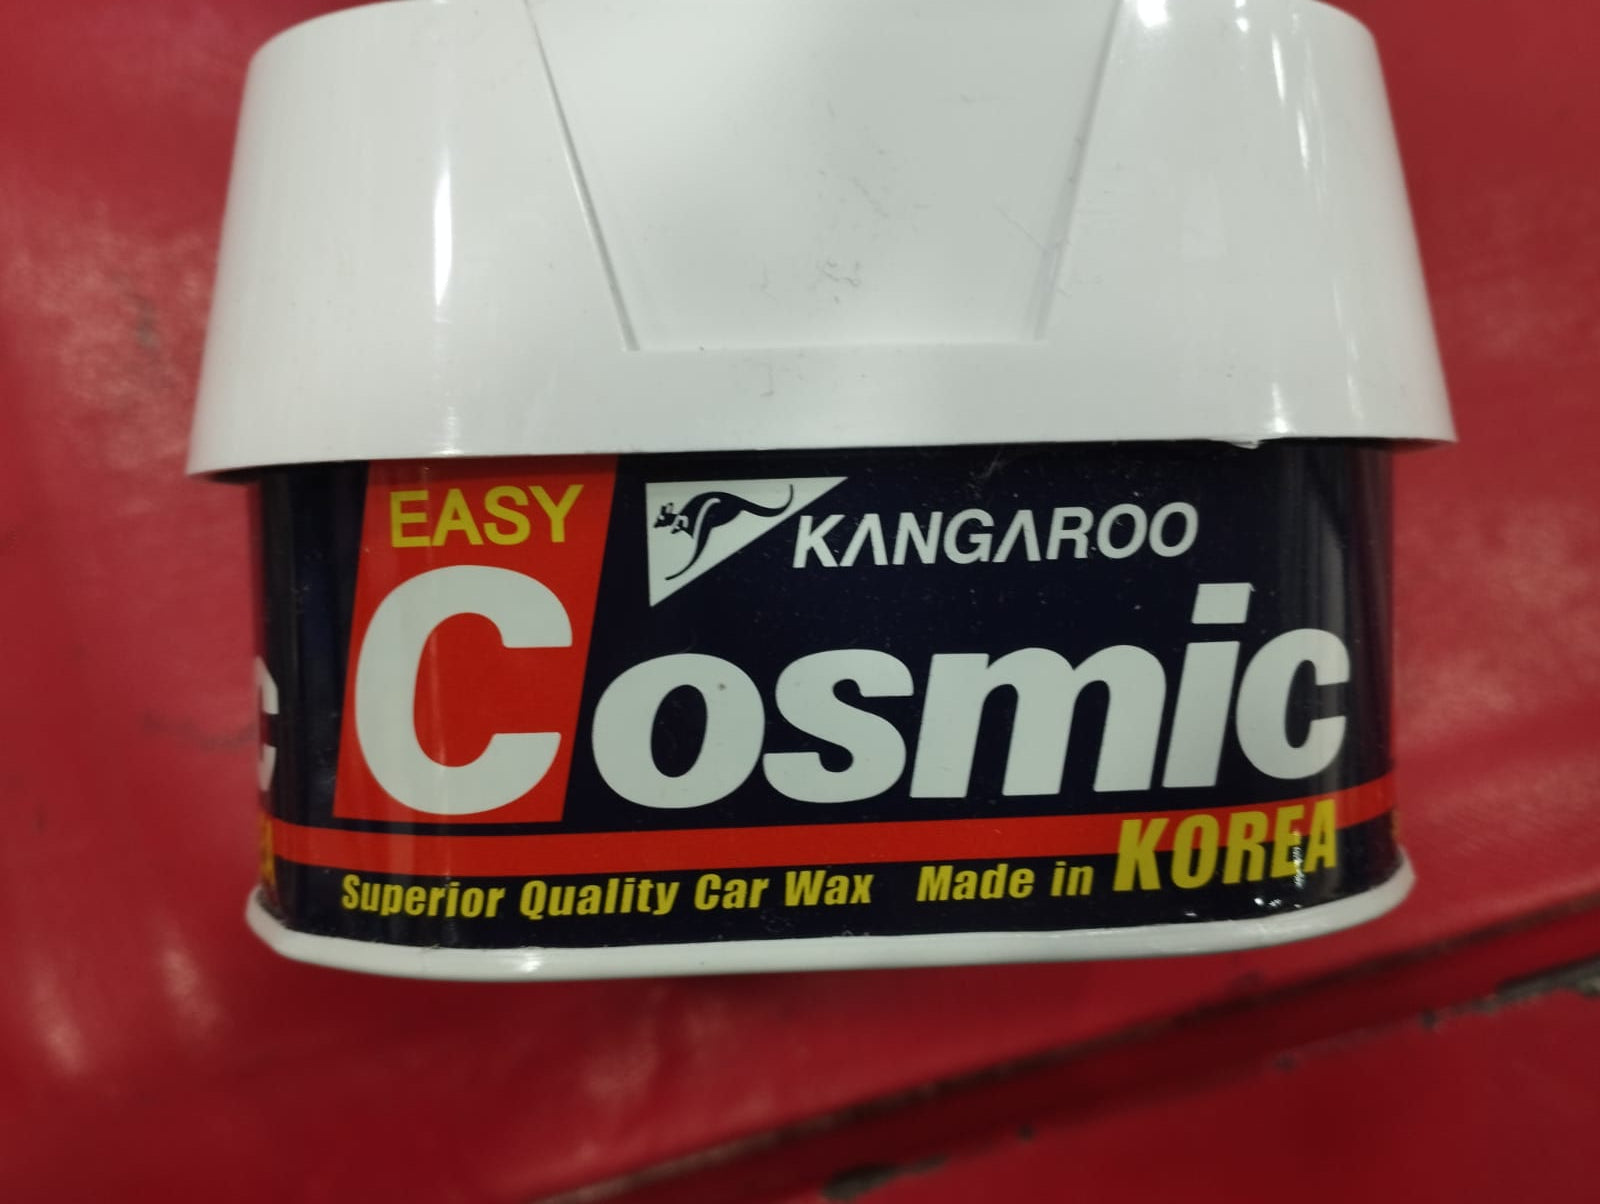 EASY
KANGAROO
Cosmic
Superior Quality Car Wax Made in KOREA